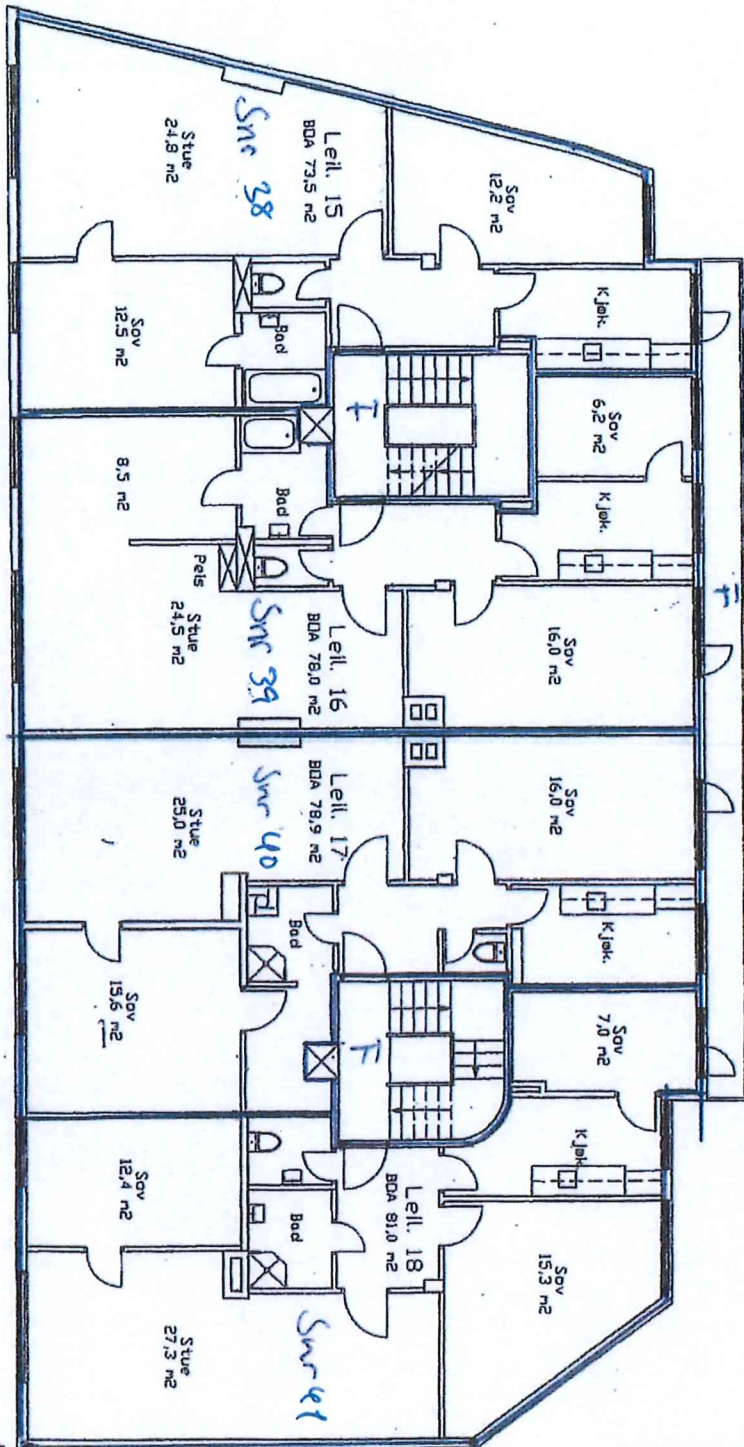 Leil. 15
BOA 73,5 m2
Snr 38
Stue
24,8 m2
Sov
12,2 m2
Sov
12,5 m2
Bad
Kjøk.
F
Sov
6,2 m2
Kjøk.
8,5 m2
Bad
Peis
Stue
24,5 m2
Leil. 16
BOA 78,0 m2
Snr 39
Sov
16,0 m2
F
Leil. 17
BOA 78,9 m2
Snr 40
Stue
25,0 m2
Sov
16,0 m2
Kjøk.
Bad
Sov
15,6 m2
F
Sov
7,0 m2
Kjøk.
Sov
12,4 m2
Bad
Leil. 18
BOA 81,0 m2
Snr 41
Sov
15,3 m2
Stue
27,3 m2